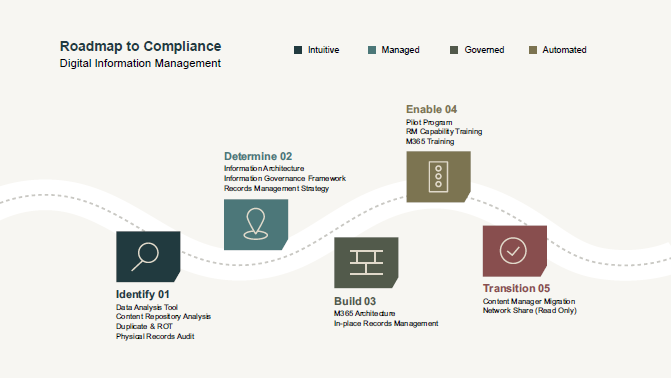 Roadmap to Compliance
Digital Information Management
Intuitive
Managed
Governed
Automated
Enable 04
Pilot Program
RM Capability Training
M365 Training
Determine 02
Information Architecture
Information Governance Framework
Records Management Strategy
Identify 01
Data Analysis Tool
Content Repository Analysis
Duplicate & ROT
Physical Records Audit
Build 03
M365 Architecture
In-place Records Management
Transition 05
Content Manager Migration
Network Share (Read Only)